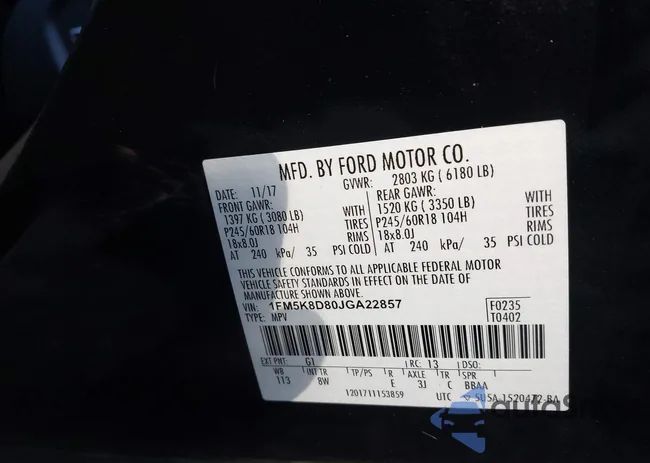 MFD. BY FORD MOTOR CO.
DATE: 11/17 GVWR: 2803 KG ( 6180 LB)
FRONT GAWR: REAR GAWR:
1397 KG ( 3080 LB) WITH 1520 KG ( 3350 LB) WITH
P245/60R18 104H TIRES P245/60R18 104H TIRES
18x8.0J RIMS 18x8.0J RIMS
AT 240 kPa/ 35 PSI COLD AT 240 kPa/ 35 PSI COLD
THIS VEHICLE CONFORMS TO ALL APPLICABLE FEDERAL MOTOR
VEHICLE SAFETY STANDARDS IN EFFECT ON THE DATE OF
MANUFACTURE SHOWN ABOVE.
VIN: 1FM5K8D80JGA22857 F0235
TYPE: MPV T0402
EXT PNT: G1 RC: 13 DSO:
WB INT TR TP/PS R AXLE TR SPR
113 8W E 3J C BBAA
1201711153859 UTC 5U5A-1520472-BA